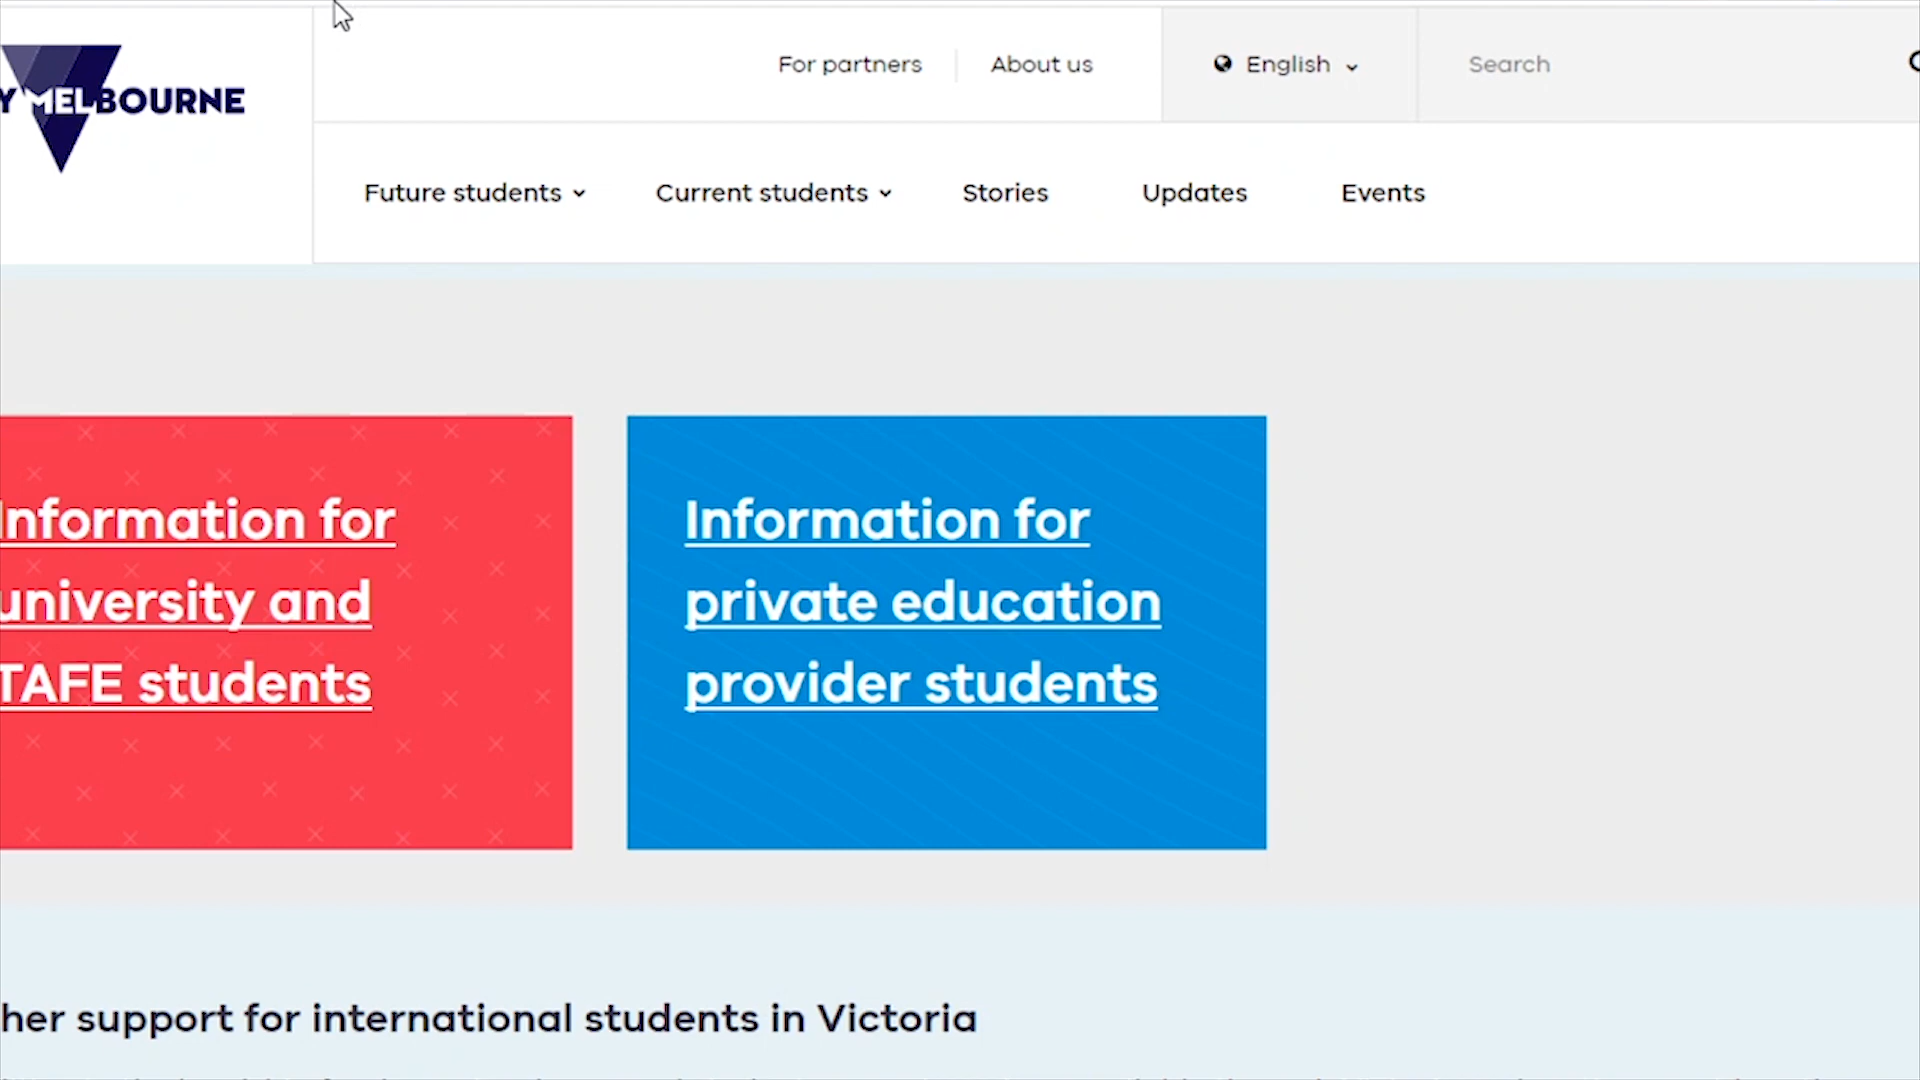 Y MELBOURNE
For partners
About us
English
Search
Future students
Current students
Stories
Updates
Events
Information for
university and
TAFE students
Information for
private education
provider students
her support for international students in Victoria